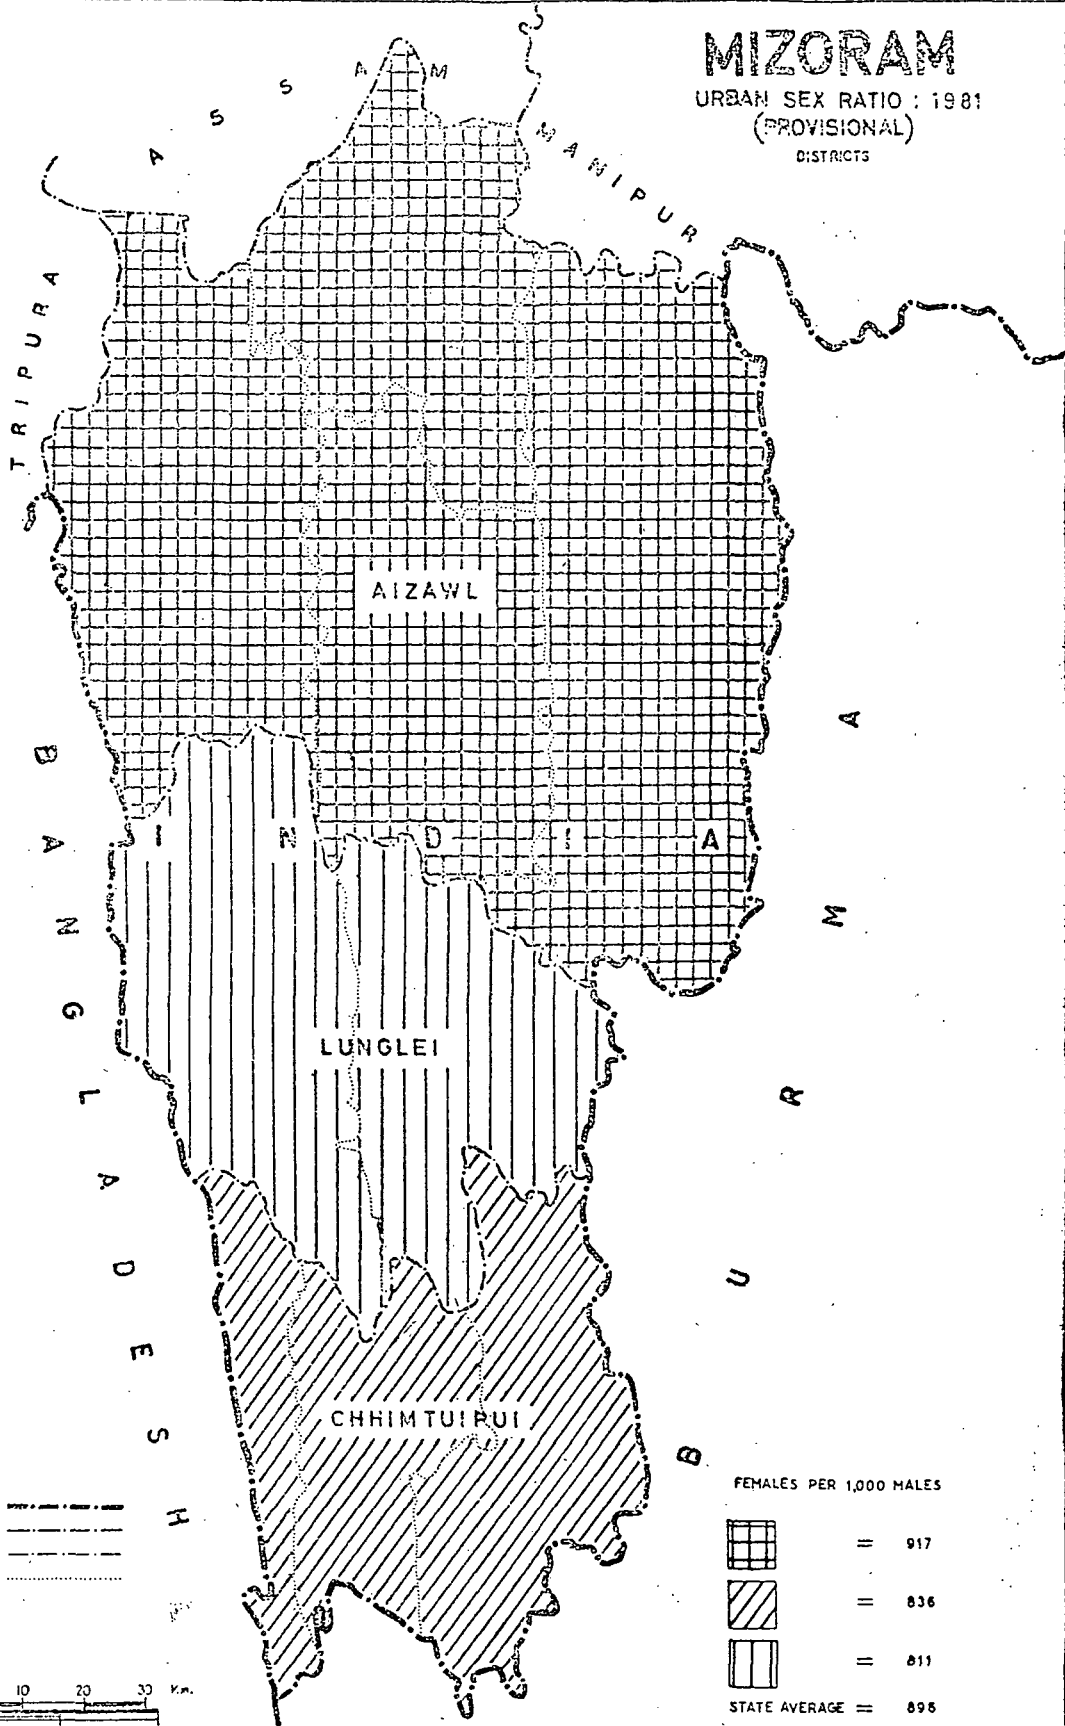 MIZORAM
URBAN SEX RATIO : 1981
(PROVISIONAL)
DISTRICTS
ASSAM
MANIPUR
TRIPURA
AIZAWL
INDIA
BANGLADESH
BURMA
LUNGLEI
CHHIMTUIPUI
FEMALES PER 1,000 MALES
= 917
= 836
= 811
STATE AVERAGE =
10 20 30 Km.